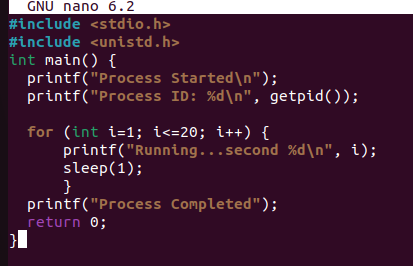 GNU nano 6.2
#include <stdio.h>
#include <unistd.h>
int main() {
  printf("Process Started\n");
  printf("Process ID: %d\n", getpid());

  for (int i=1; i<=20; i++) {
      printf("Running...second %d\n", i);
      sleep(1);
      }
  printf("Process Completed");
  return 0;
}